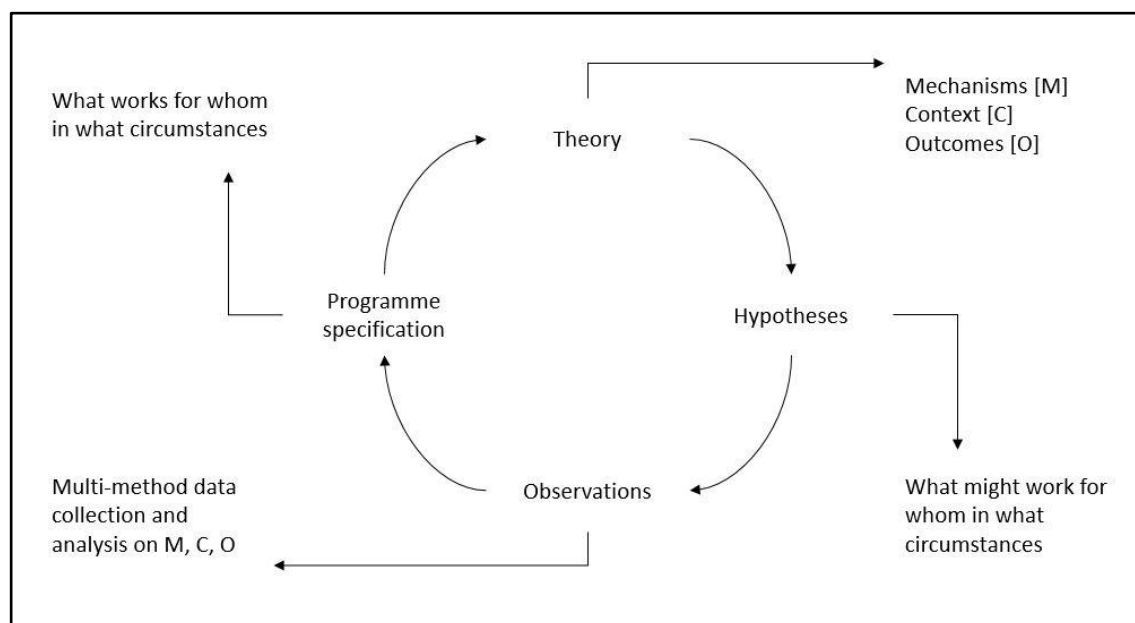 What works for whom
in what circumstances
Theory
Mechanisms [M]
Context [C]
Outcomes [O]
Programme
specification
Hypotheses
Multi-method data
collection and
analysis on M, C, O
Observations
What might work for
whom in what
circumstances